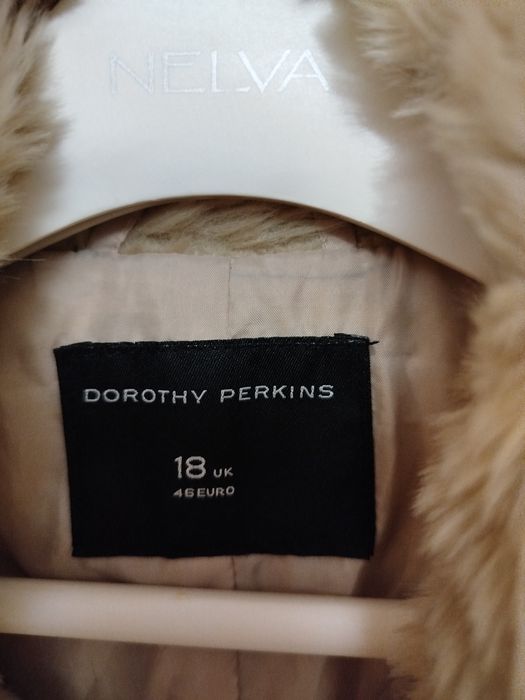 NELVA
DOROTHY PERKINS
18 UK
46 EURO